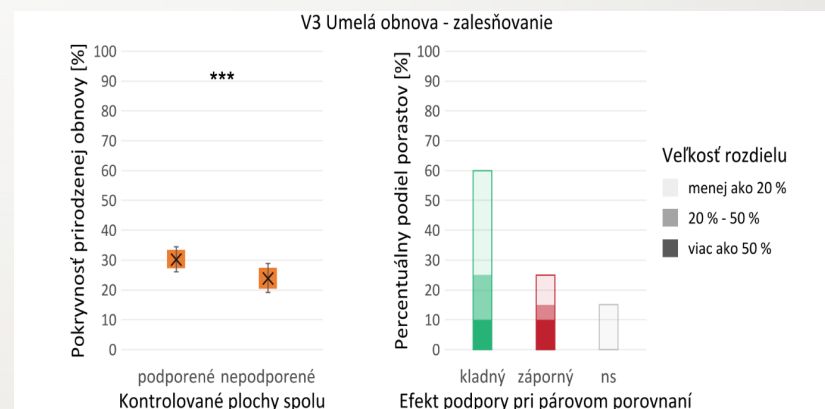 V3 Umelá obnova - zalesňovanie
Pokryvnosť prirodzenej obnovy [%]
100
90
80
70
60
50
40
30
20
10
0
***
podporené nepodporené
Kontrolované plochy spolu
Percentuálny podiel porastov [%]
100
90
80
70
60
50
40
30
20
10
0
kladný záporný ns
Efekt podpory pri párovom porovnaní
Veľkosť rozdielu
menej ako 20 %
20 % - 50 %
viac ako 50 %